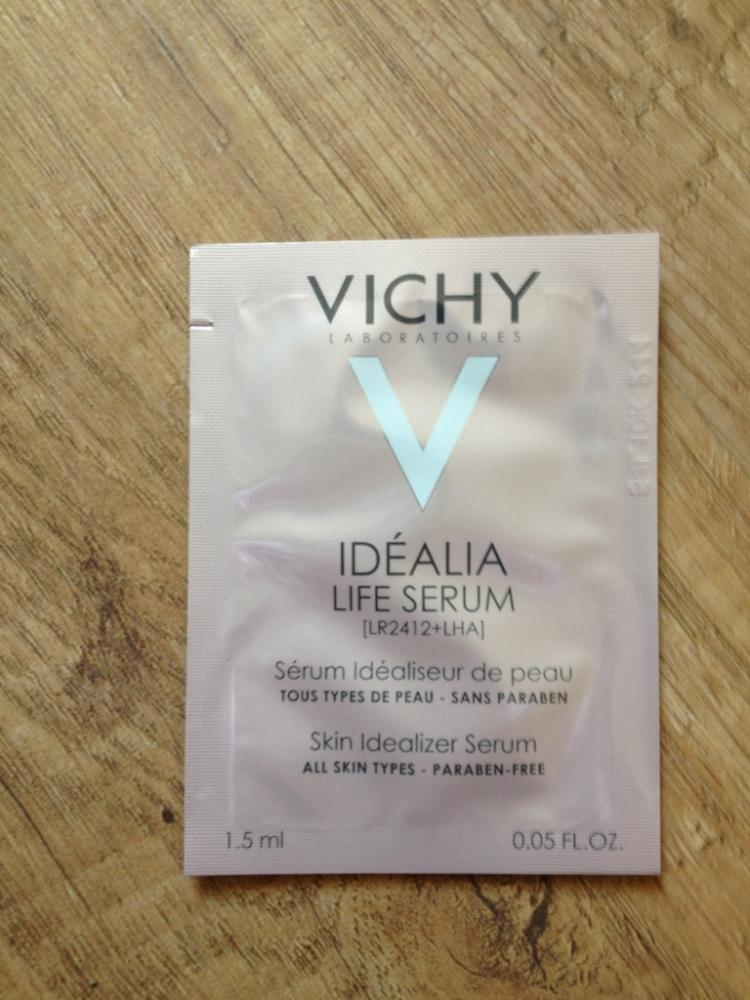 VICHY
LABORATOIRES
V
IDÉALIA
LIFE SERUM
[LR2412+LHA]
Sérum Idéaliseur de peau
TOUS TYPES DE PEAU - SANS PARABEN
Skin Idealizer Serum
ALL SKIN TYPES - PARABEN-FREE
1.5 ml 0.05 FL.OZ.